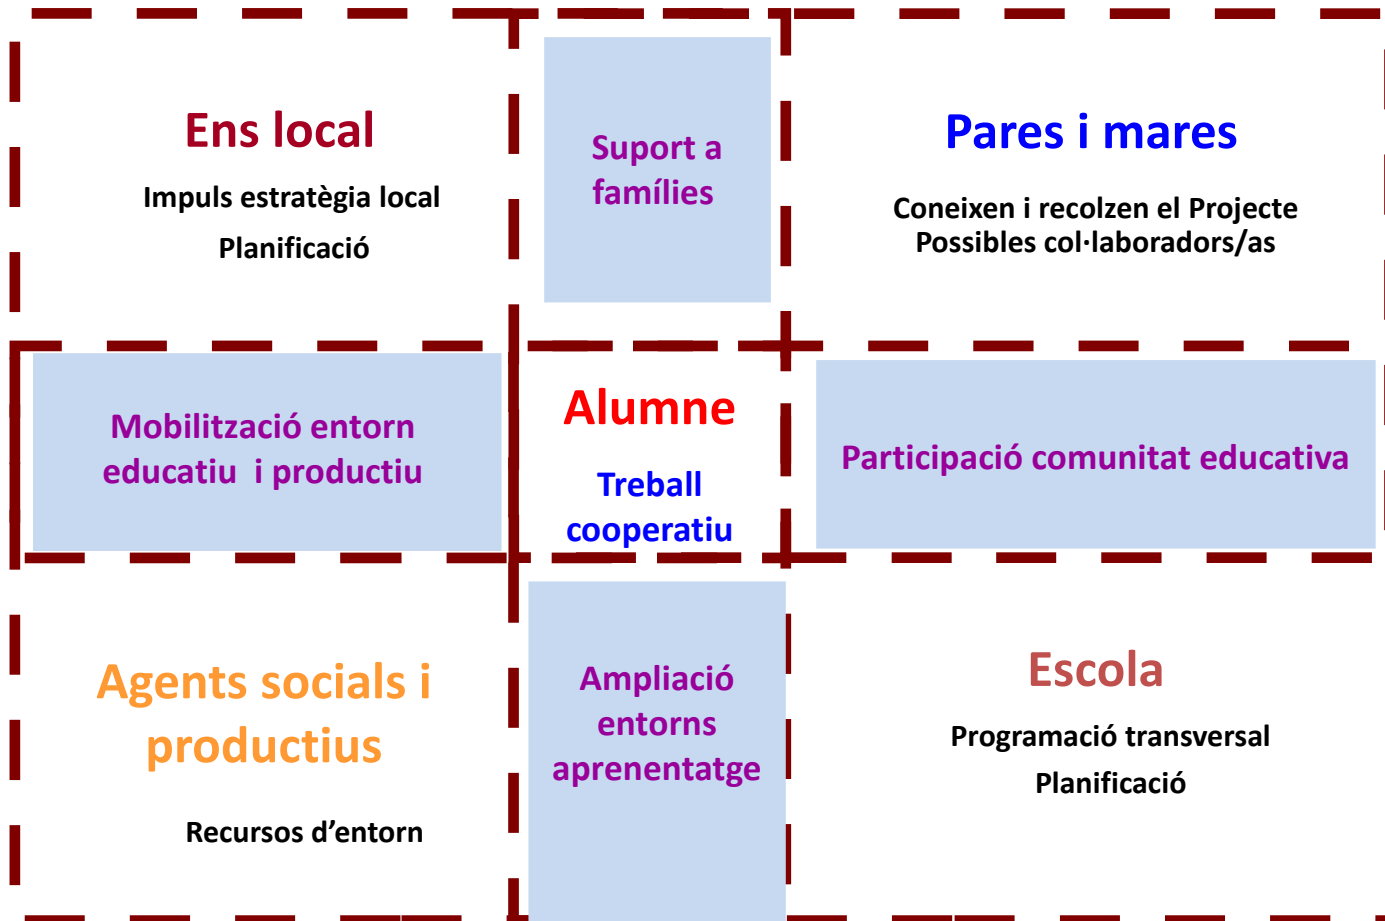 Ens local
Impuls estratègia local
Planificació
Suport a
famílies
Pares i mares
Coneixen i recolzen el Projecte
Possibles col·laboradors/as
Mobilització entorn
educatiu i productiu
Alumne
Treball
cooperatiu
Participació comunitat educativa
Agents socials i
productius
Recursos d’entorn
Ampliació
entorns
aprenentatge
Escola
Programació transversal
Planificació